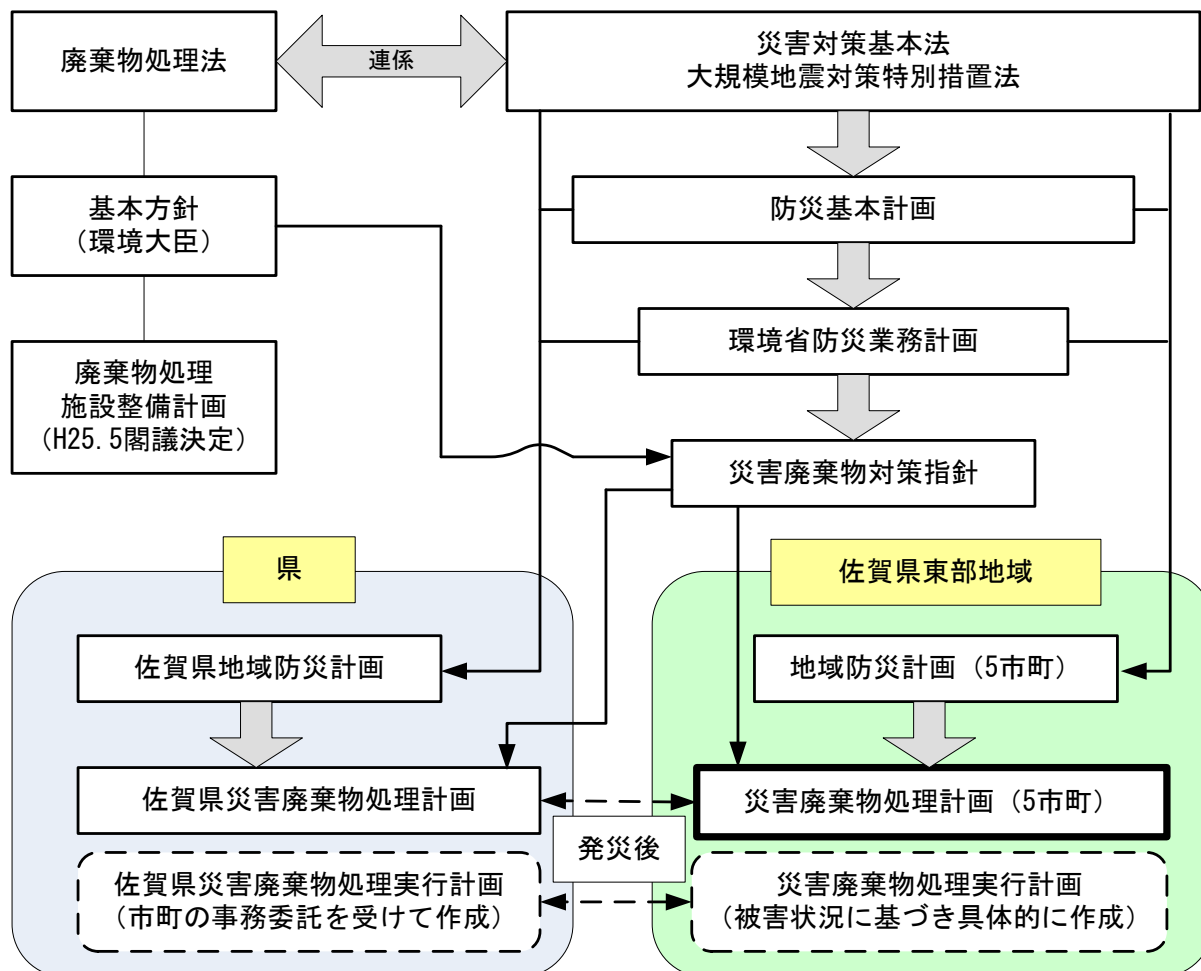 廃棄物処理法
連係
災害対策基本法
大規模地震対策特別措置法
基本方針
（環境大臣）
防災基本計画
廃棄物処理
施設整備計画
（H25.5閣議決定）
環境省防災業務計画
災害廃棄物対策指針
県
佐賀県東部地域
佐賀県地域防災計画
地域防災計画（5市町）
佐賀県災害廃棄物処理計画
災害廃棄物処理計画（5市町）
発災後
佐賀県災害廃棄物処理実行計画
（市町の事務委託を受けて作成）
災害廃棄物処理実行計画
（被害状況に基づき具体的に作成）